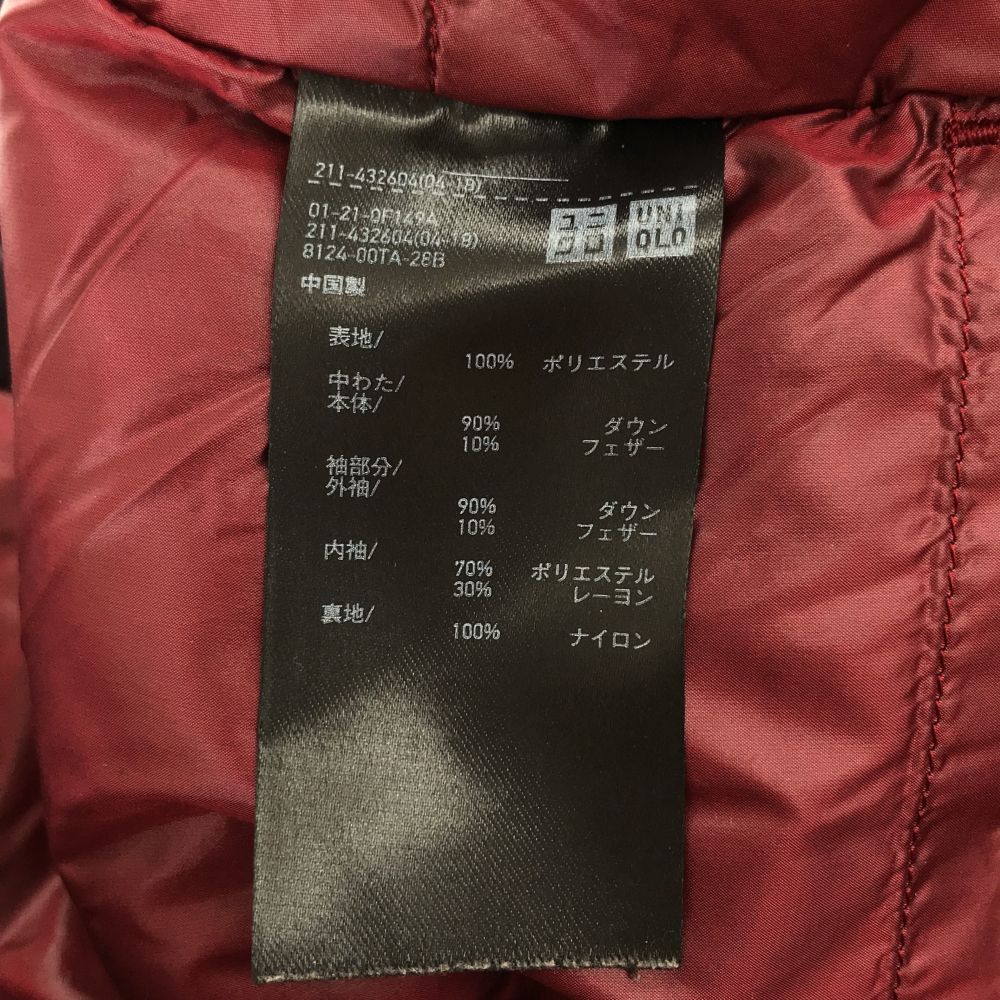 211-432604(04-18)
01-21-0F149A
211-432604(04-18)
8124-00TA-28B
中国製
ユニクロ
UNI
QLO
表地/
100% ポリエステル
中わた/
本体/
90% ダウン
10% フェザー
袖部分/
外袖/
90% ダウン
10% フェザー
内袖/
70% ポリエステル
30% レーヨン
裏地/
100% ナイロン